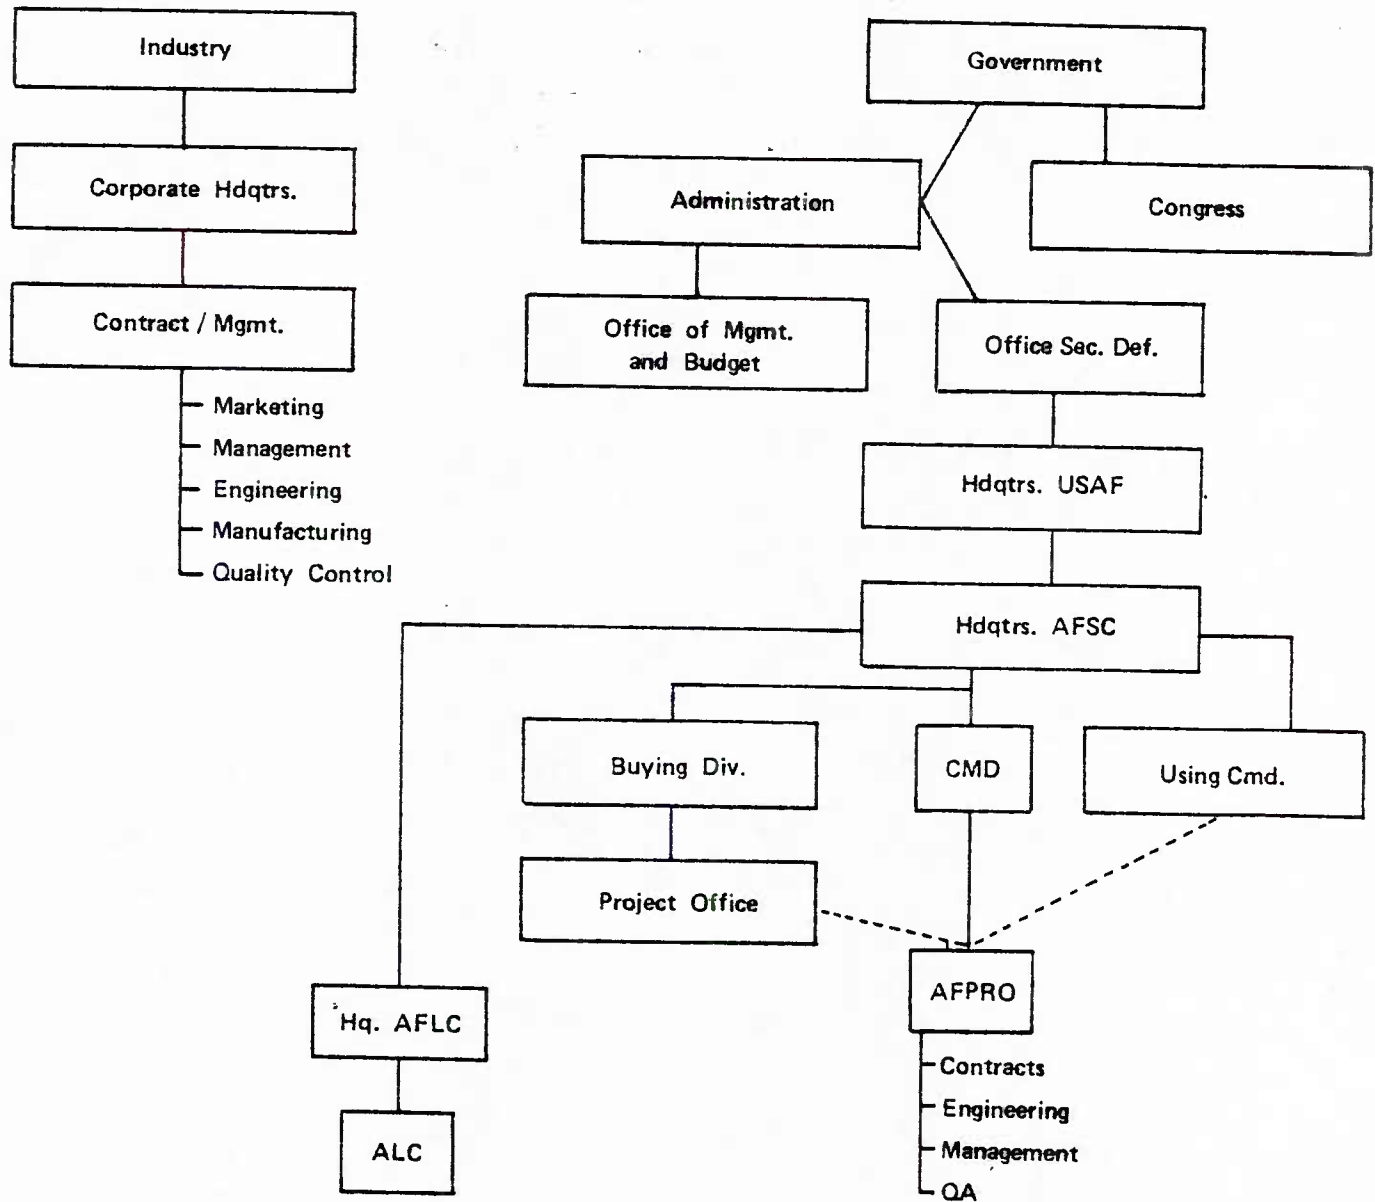 Industry
Government
Corporate Hdqtrs.
Administration
Congress
Contract / Mgmt.
Office of Mgmt.
and Budget
Office Sec. Def.
Marketing
Management
Engineering
Manufacturing
Quality Control
Hdqtrs. USAF
Hdqtrs. AFSC
Buying Div.
CMD
Using Cmd.
Project Office
AFPRO
Hq. AFLC
Contracts
Engineering
Management
QA
ALC